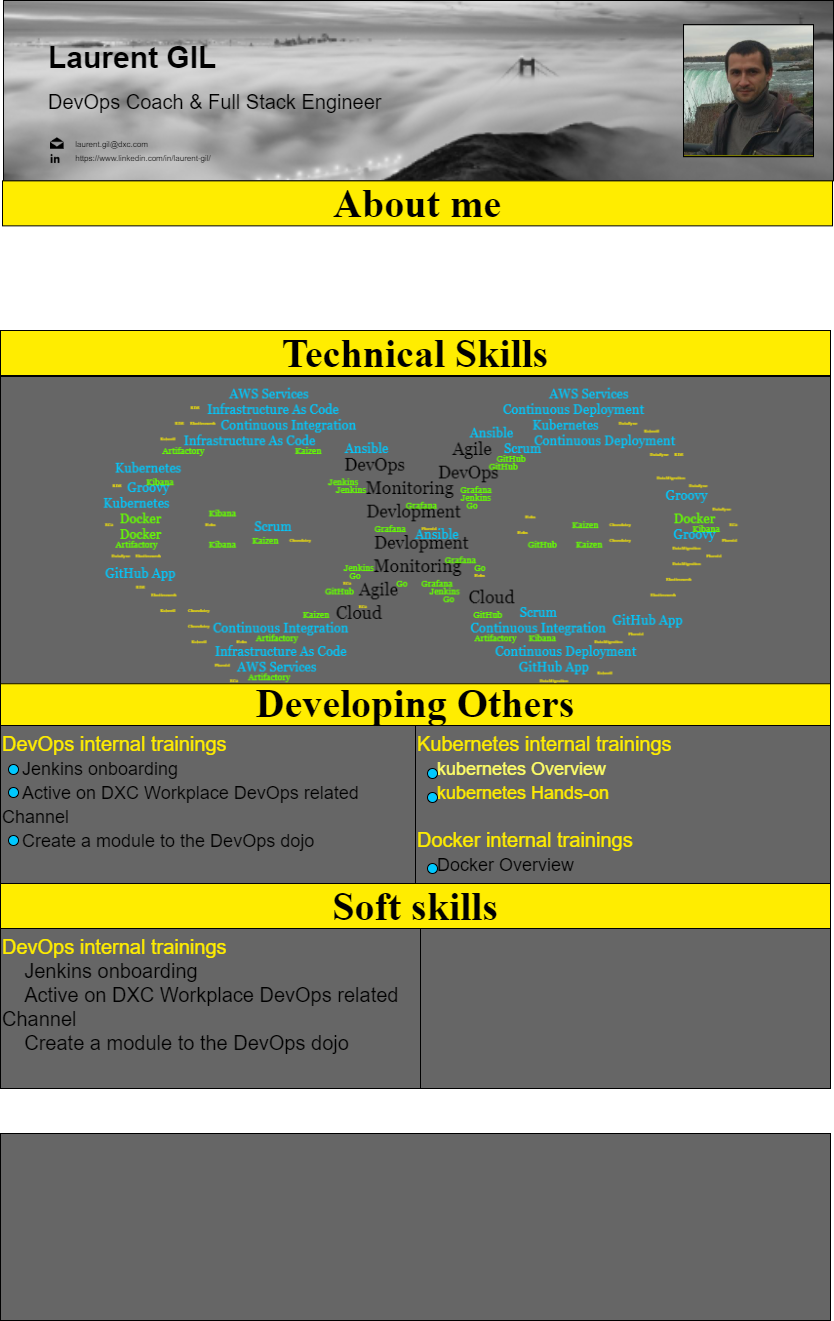 Laurent GIL
DevOps Coach & Full Stack Engineer
laurent.gil@dxc.com
https://www.linkedin.com/in/laurent-gil/
About me
Technical Skills
AWS Services AWS Services
Infrastructure As Code Continuous Deployment
Continuous Integration Kubernetes
Ansible
Infrastructure As Code Continuous Deployment
Artifactory Kaizen Ansible Agile Scrum
GitHub
Kubernetes DevOps GitHub
DevOps
Groovy Kibana Jenkins
Jenkins Monitoring Grafana
Groovy
Kubernetes Jenkins
Grafana Go
Kibana Devlopment
Docker Docker
Scrum Grafana Kaizen Kibana
Docker Ansible Groovy
Artifactory Kibana Kaizen Devlopment GitHub Kaizen
Grafana
Jenkins Monitoring Go
GitHub App Go
Go Grafana
GitHub Agile Jenkins
Go Cloud
Kaizen Cloud GitHub Scrum
GitHub App
Continuous Integration Continuous Integration
Artifactory Artifactory Kibana
Infrastructure As Code Continuous Deployment
AWS Services GitHub App
Artifactory
Developing Others
DevOps internal trainings
Jenkins onboarding
Active on DXC Workplace DevOps related
Channel
Create a module to the DevOps dojo
Kubernetes internal trainings
kubernetes Overview
kubernetes Hands-on
Docker internal trainings
Docker Overview
Soft skills
DevOps internal trainings
Jenkins onboarding
Active on DXC Workplace DevOps related
Channel
Create a module to the DevOps dojo